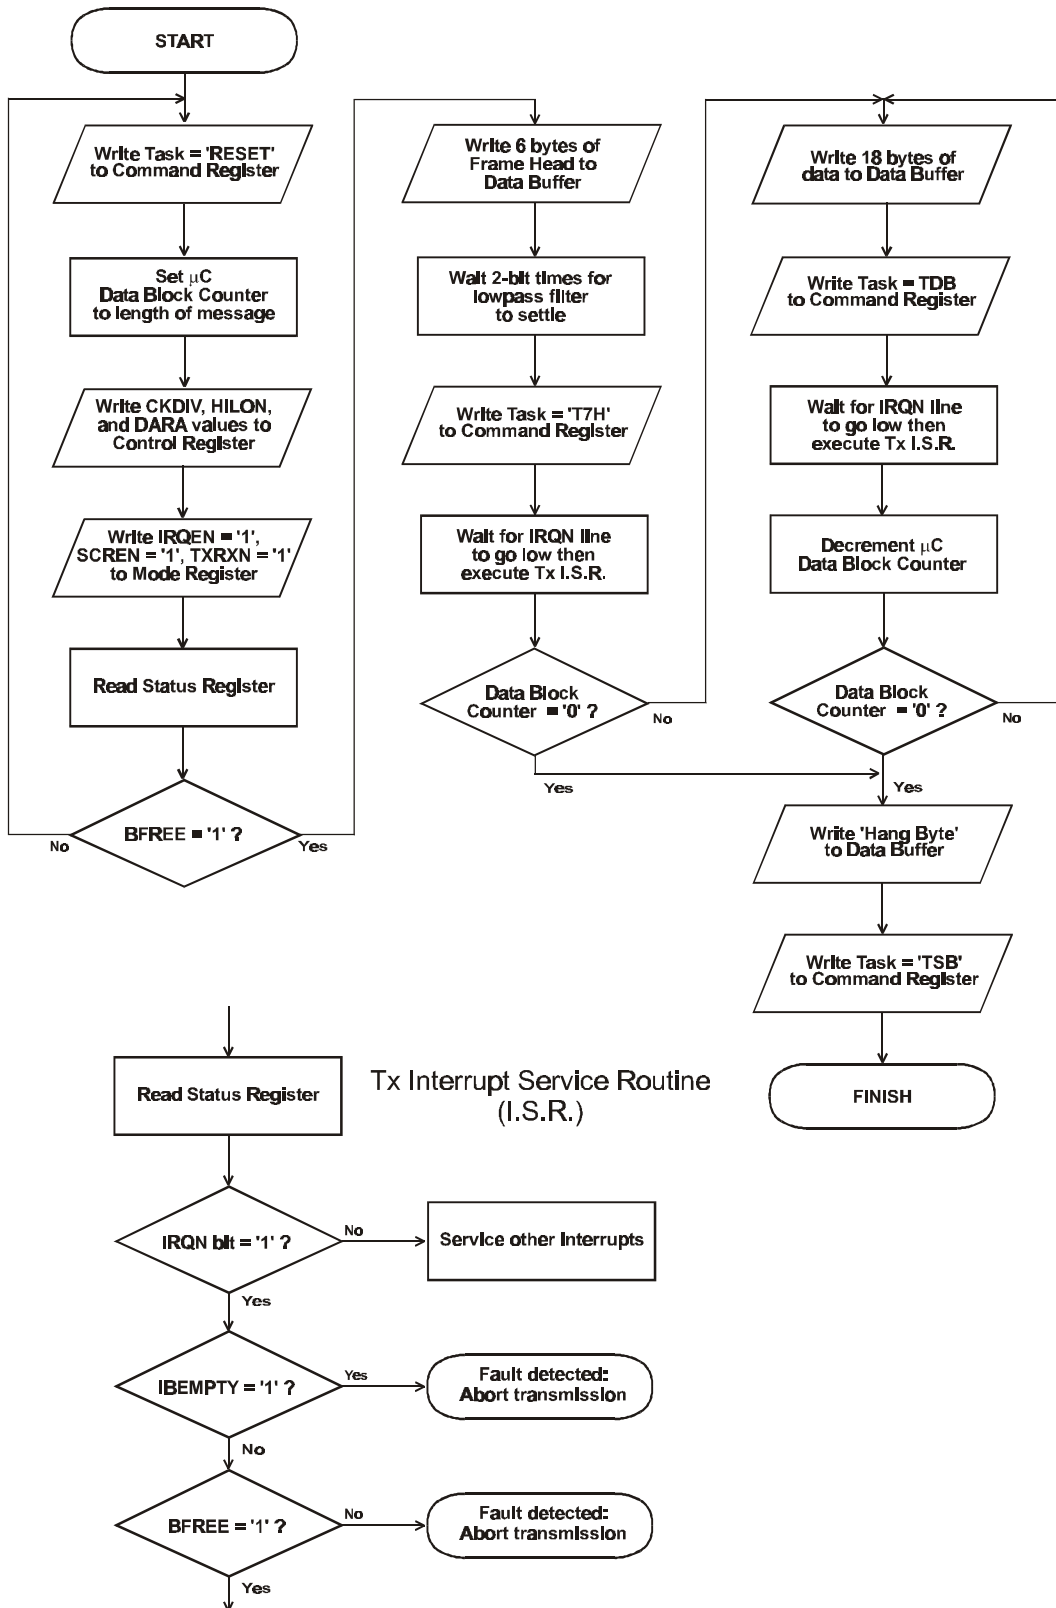 START
Write Task = 'RESET'
to Command Register
Set µC
Data Block Counter
to length of message
Write CKDIV, HILON,
and DARA values to
Control Register
Write IRQEN = '1',
SCREN = '1', TXRXN = '1'
to Mode Register
Read Status Register
BFREE = '1' ?
No
Yes
Write 6 bytes of
Frame Head to
Data Buffer
Wait 2-bit times for
lowpass filter
to settle
Write Task = 'T7H'
to Command Register
Wait for IRQN line
to go low then
execute Tx I.S.R.
Data Block
Counter = '0' ?
No
Yes
Write 18 bytes of
data to Data Buffer
Write Task = TDB
to Command Register
Wait for IRQN line
to go low then
execute Tx I.S.R.
Decrement µC
Data Block Counter
Data Block
Counter = '0' ?
No
Yes
Write 'Hang Byte'
to Data Buffer
Write Task = 'TSB'
to Command Register
FINISH
Tx Interrupt Service Routine
(I.S.R.)
Read Status Register
IRQN bit = '1' ?
No
Service other Interrupts
Yes
IBEMPTY = '1' ?
Yes
Fault detected:
Abort transmission
No
BFREE = '1' ?
No
Fault detected:
Abort transmission
Yes